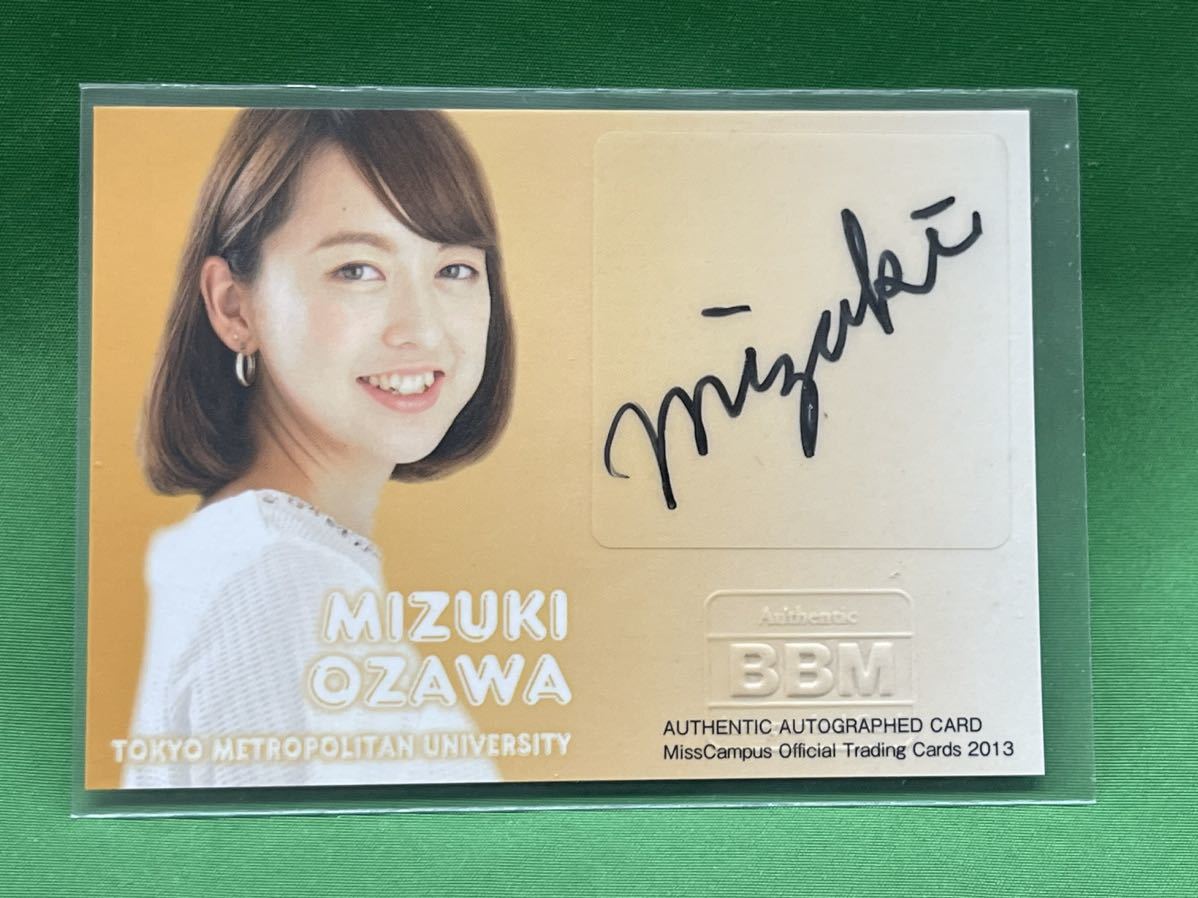 mizuki
MIZUKI
OZAWA
TOKYO METROPOLITAN UNIVERSITY
Authentic
BBM
AUTHENTIC AUTOGRAPHED CARD
MissCampus Official Trading Cards 2013